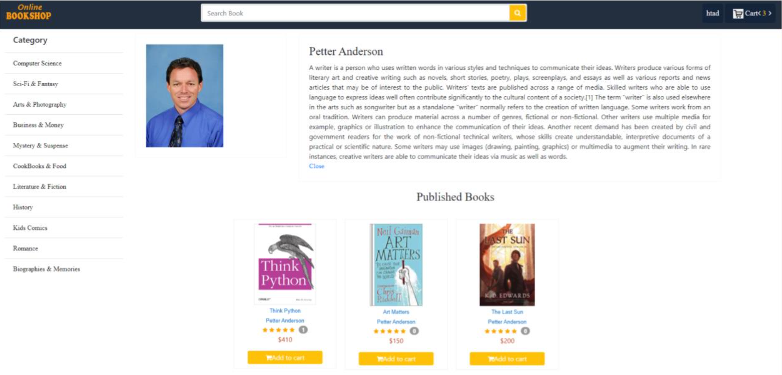 Online
BOOKSHOP
Search Book
htad
Cart< 3 >
Category
Computer Science
Sci-Fi & Fantasy
Arts & Photography
Business & Money
Mystery & Suspense
CookBooks & Food
Literature & Fiction
History
Kids Comics
Romance
Biographies & Memories
Petter Anderson
A writer is a person who uses written words in various styles and techniques to communicate their ideas. Writers produce various forms of
literary art and creative writing such as novels, short stories, poetry, plays, screenplays, and essays as well as various reports and news
articles that may be of interest to the public. Writers' texts are published across a range of media. Skilled writers who are able to use
language to express ideas well often contribute significantly to the cultural content of a society.[1] The term "writer" is also used elsewhere
in the arts such as songwriter but as a standalone "writer" normally refers to the creation of written language. Some writers work from an
oral tradition. Writers can produce material across a number of genres, fictional or non-fictional. Other writers use multiple media for
example, graphics or illustration to enhance the communication of their ideas. Another recent demand has been created by civil and
government readers for the work of non-fictional technical writers, whose skills create understandable, interpretive documents of a
practical or scientific nature. Some writers may use images (drawing, painting, graphics) or multimedia to augment their writing. In rare
instances, creative writers are able to communicate their ideas via music as well as words.
Close
Published Books
Think
Python
Think Python
Petter Anderson
1
$410
Add to cart
ART
MATTERS
Art Matters
Petter Anderson
0
$150
Add to cart
THE
LAST SUN
K.D. EDWARDS
The Last Sun
Petter Anderson
0
$200
Add to cart